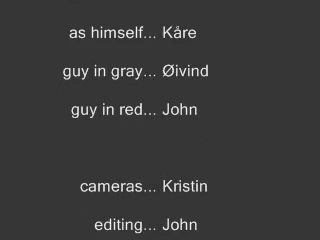 as himself... Kåre
guy in gray... Øivind
guy in red... John
cameras... Kristin
editing... John